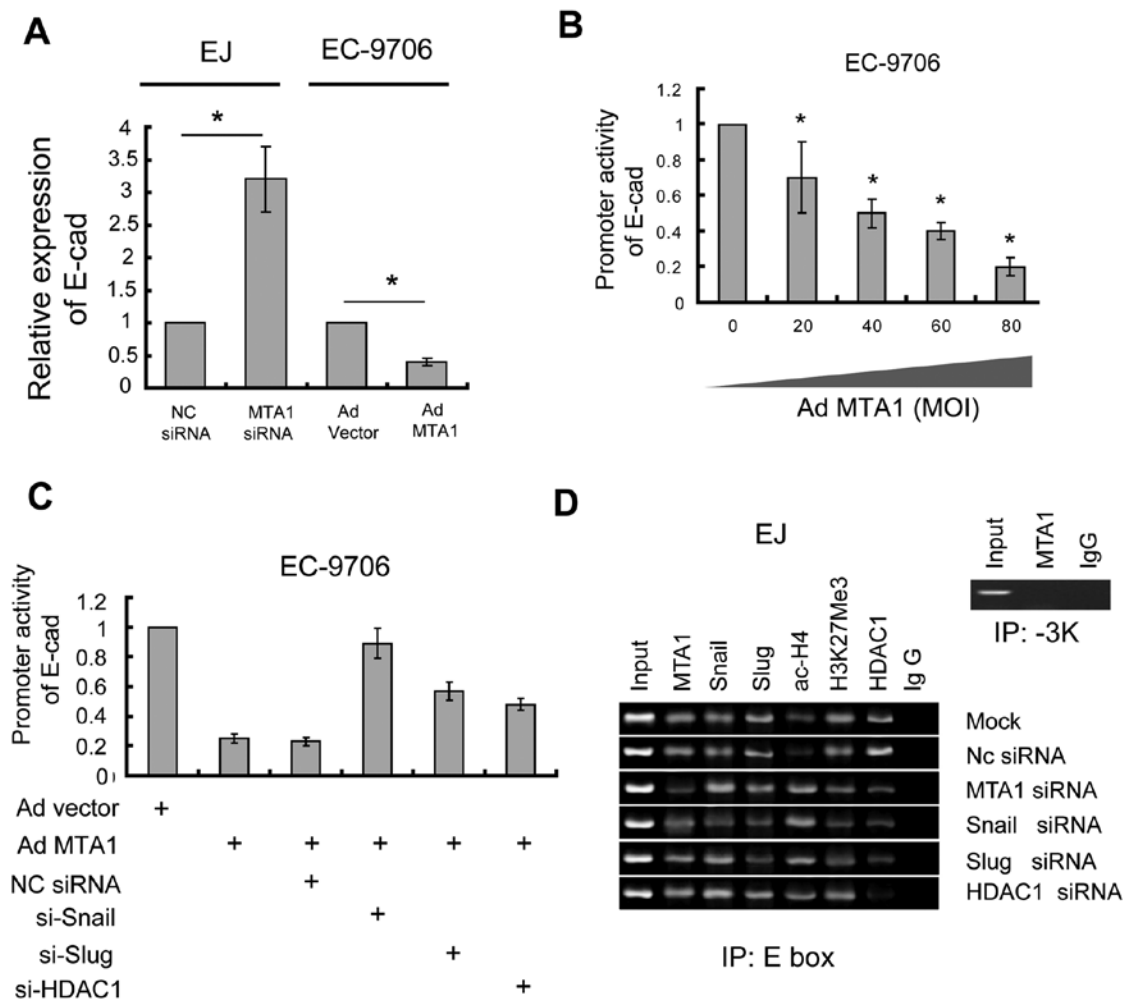 A
EJ
EC-9706
*
*
Relative expression
of E-cad
4
3.5
3
2.5
2
1.5
1
0.5
0
NC
siRNA
MTA1
siRNA
Ad
Vector
Ad
MTA1
B
EC-9706
Promoter activity
of E-cad
1.2
1
0.8
0.6
0.4
0.2
0
*
*
*
*
0 20 40 60 80
Ad MTA1 (MOI)
C
EC-9706
Promoter activity
of E-cad
1.2
1
0.8
0.6
0.4
0.2
0
Ad vector +
Ad MTA1 + + + + +
NC siRNA +
si-Snail +
si-Slug +
si-HDAC1 +
D
EJ
Input MTA1 Snail Slug ac-H4 H3K27Me3 HDAC1 Ig G
Mock
Nc siRNA
MTA1 siRNA
Snail siRNA
Slug siRNA
HDAC1 siRNA
IP: E box
Input MTA1 IgG
IP: -3K